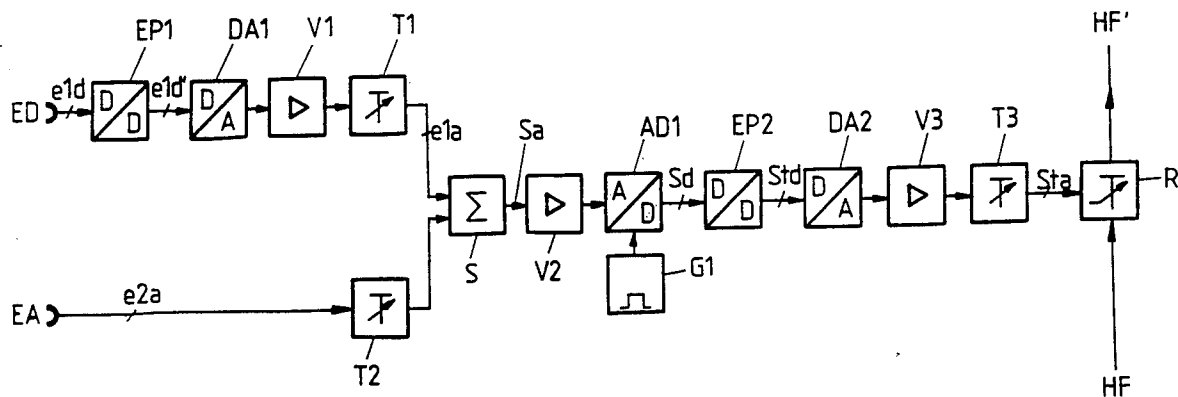 EP1 DA1 V1 T1 HF'
ED e1d D D e1d" D A
e1a Sa AD1 EP2 DA2 V3 T3
Σ A D Sd D D Std D A Sta R
S V2 G1
EA e2a
T2
HF